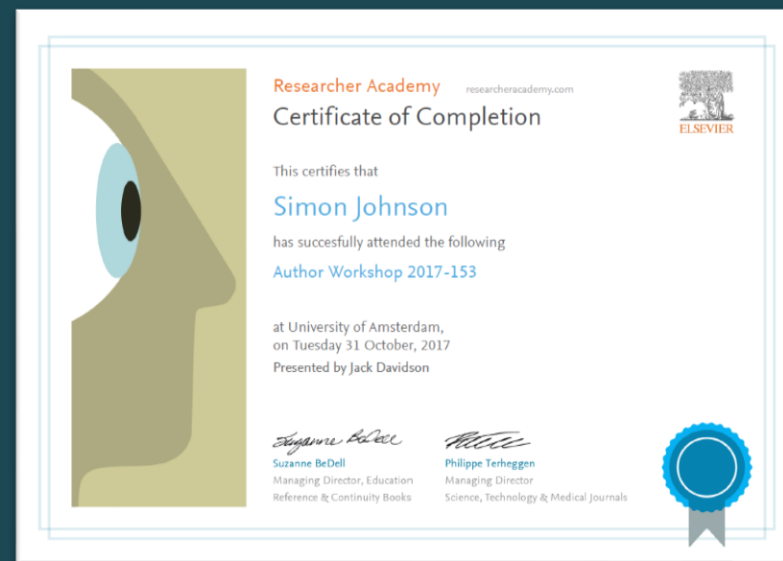 Researcher Academy researcheracademy.com
Certificate of Completion
ELSEVIER
This certifies that
Simon Johnson
has succesfully attended the following
Author Workshop 2017-153
at University of Amsterdam,
on Tuesday 31 October, 2017
Presented by Jack Davidson
Suzanne BeDell
Suzanne BeDell
Managing Director, Education
Reference & Continuity Books
Philippe Terheggen
Managing Director
Science, Technology & Medical Journals